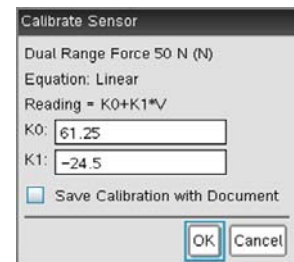 Calibrate Sensor
Dual Range Force 50 N (N)
Equation: Linear
Reading = K0+K1*V
K0: 61.25
K1: −24.5
Save Calibration with Document
OK Cancel